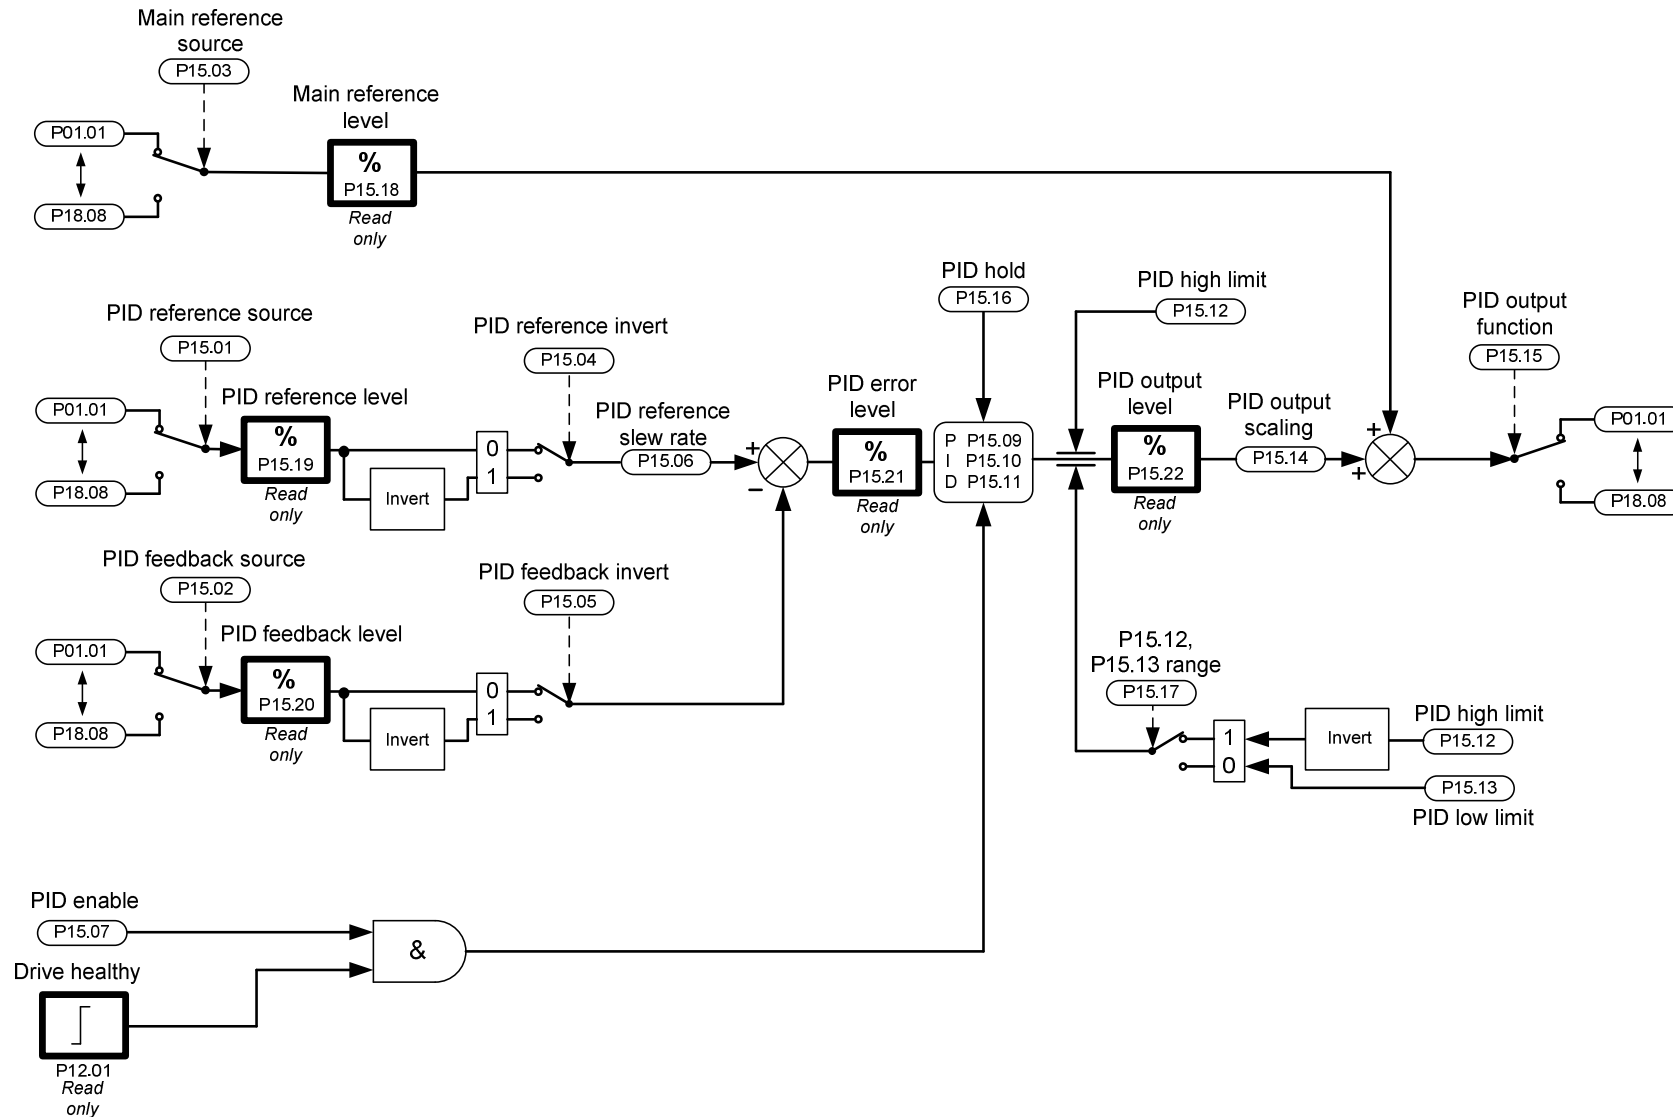 Main reference
source
P15.03
Main reference
level
P01.01
%
P15.18
P18.08
Read
only
PID hold
P15.16
PID high limit
P15.12
PID output
function
P15.15
PID reference source
P15.01
PID reference invert
P15.04
PID reference level
P01.01
%
P15.19
P18.08
Read
only
Invert
0
1
PID reference
slew rate
P15.06
+
−
PID error
level
%
P15.21
Read
only
P P15.09
I P15.10
D P15.11
PID output
level
%
P15.22
Read
only
PID output
scaling
P15.14
+
+
P01.01
P18.08
PID feedback source
P15.02
PID feedback invert
P15.05
PID feedback level
P01.01
%
P15.20
P18.08
Read
only
Invert
0
1
P15.12,
P15.13 range
P15.17
1
0
Invert
PID high limit
P15.12
P15.13
PID low limit
PID enable
P15.07
&
Drive healthy
P12.01
Read
only